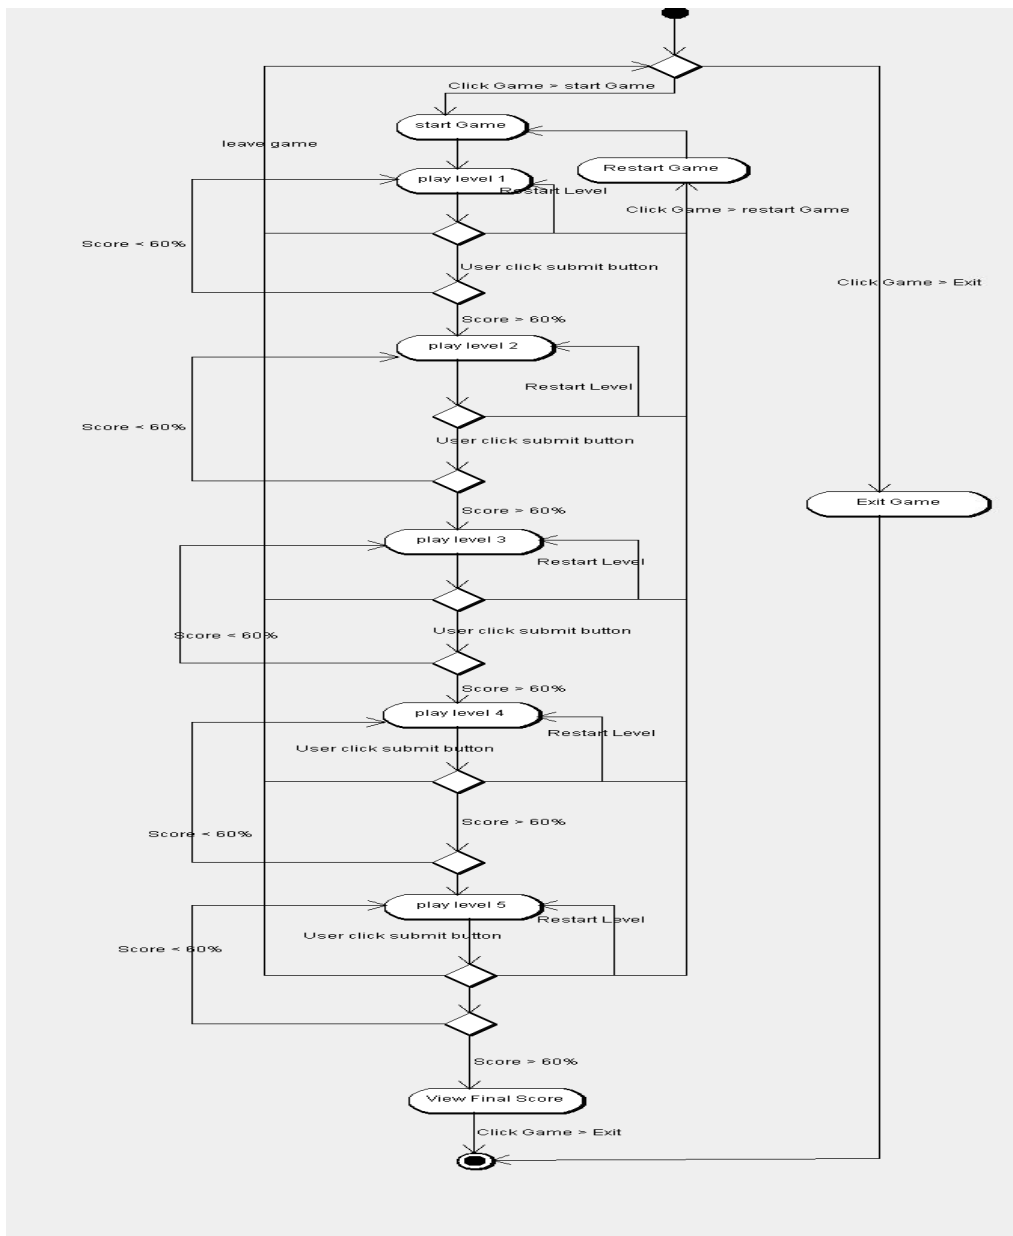 Click Game > start Game
start Game
leave game
Restart Game
play level 1
Restart Level
Click Game > restart Game
Score < 60%
User click submit button
Click Game > Exit
Score > 60%
play level 2
Restart Level
Score < 60%
User click submit button
Exit Game
Score > 60%
play level 3
Restart Level
Score < 60%
User click submit button
Score > 60%
play level 4
Restart Level
User click submit button
Score > 60%
Score < 60%
play level 5
Restart Level
User click submit button
Score < 60%
Score > 60%
View Final Score
Click Game > Exit